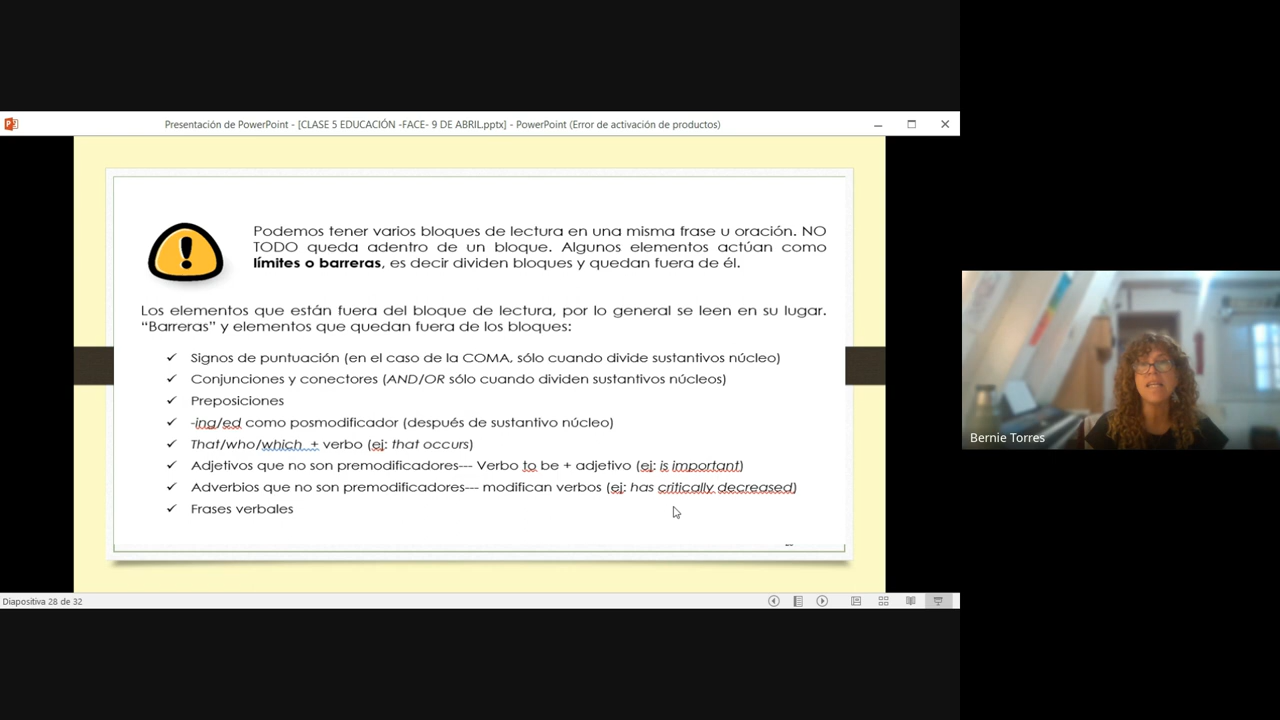 Presentación de PowerPoint - [CLASE 5 EDUCACIÓN -FACE- 9 DE ABRIL.pptx] - PowerPoint (Error de activación de productos)
Podemos tener varios bloques de lectura en una misma frase u oración. NO
TODO queda adentro de un bloque. Algunos elementos actúan como
límites o barreras, es decir dividen bloques y quedan fuera de él.
Los elementos que están fuera del bloque de lectura, por lo general se leen en su lugar.
“Barreras” y elementos que quedan fuera de los bloques:
✓ Signos de puntuación (en el caso de la COMA, sólo cuando divide sustantivos núcleo)
✓ Conjunciones y conectores (AND/OR sólo cuando dividen sustantivos núcleos)
✓ Preposiciones
✓ -ing/ed como posmodificador (después de sustantivo núcleo)
✓ That/who/which + verbo (ej: that occurs)
✓ Adjetivos que no son premodificadores--- Verbo to be + adjetivo (ej: is important)
✓ Adverbios que no son premodificadores--- modifican verbos (ej: has critically decreased)
✓ Frases verbales
Diapositiva 28 de 32
Bernie Torres